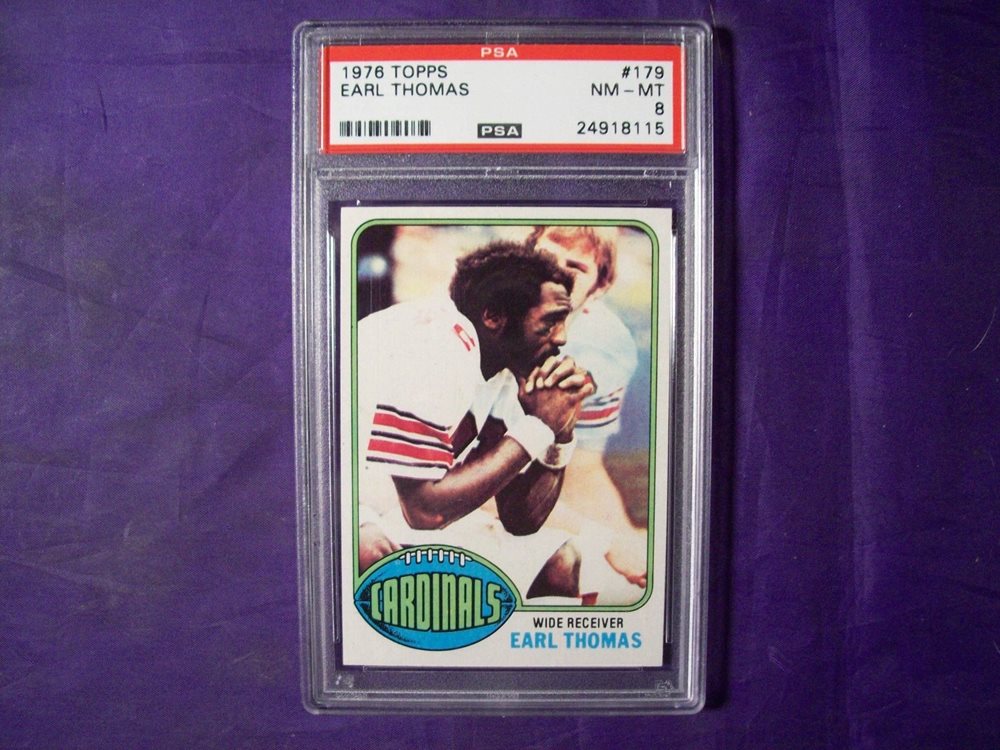 PSA
1976 TOPPS #179
EARL THOMAS NM-MT
8
PSA 24918115
CARDINALS
WIDE RECEIVER
EARL THOMAS